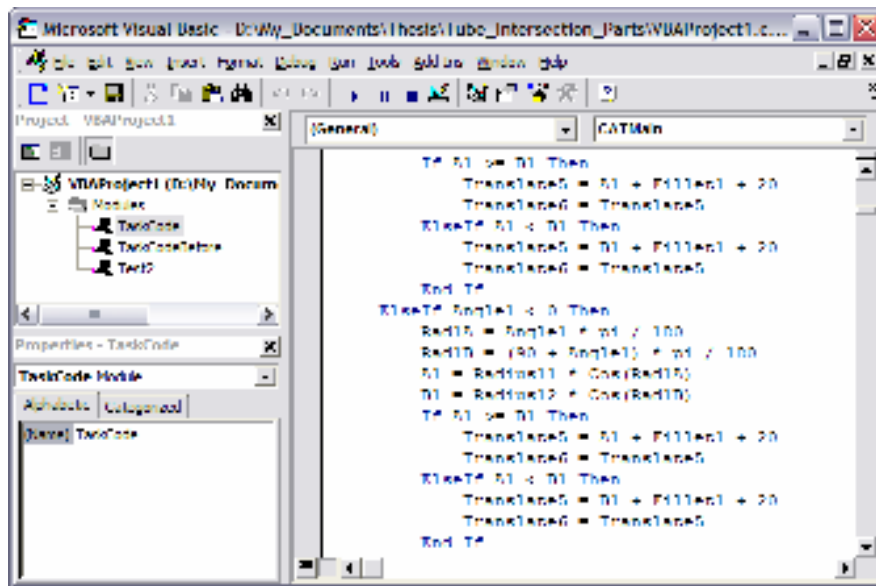 Microsoft Visual Basic - D:\My_Documents\Thesis\Tube_Intersection_Parts\VBAProject1.c...
File Edit View Insert Format Debug Run Tools Add-Ins Window Help
Project - VBAProject1
VBAProject1 (D:\My_Docum
Modules
TaskCode
TaskCodeBefore
Test2
Properties - TaskCode
TaskCode Module
Alphabetic Categorized
(Name) TaskCode
(General) CATMain
If A1 >= B1 Then
Translate5 = A1 + Fillet1 + 20
Translate6 = Translate5
ElseIf A1 < B1 Then
Translate5 = B1 + Fillet1 + 20
Translate6 = Translate5
End If
ElseIf Angle1 < 0 Then
Rad1A = Angle1 * pi / 180
Rad1B = (90 + Angle1) * pi / 180
A1 = Radius11 * Cos(Rad1A)
B1 = Radius12 * Cos(Rad1B)
If A1 >= B1 Then
Translate5 = A1 + Fillet1 + 20
Translate6 = Translate5
ElseIf A1 < B1 Then
Translate5 = B1 + Fillet1 + 20
Translate6 = Translate5
End If